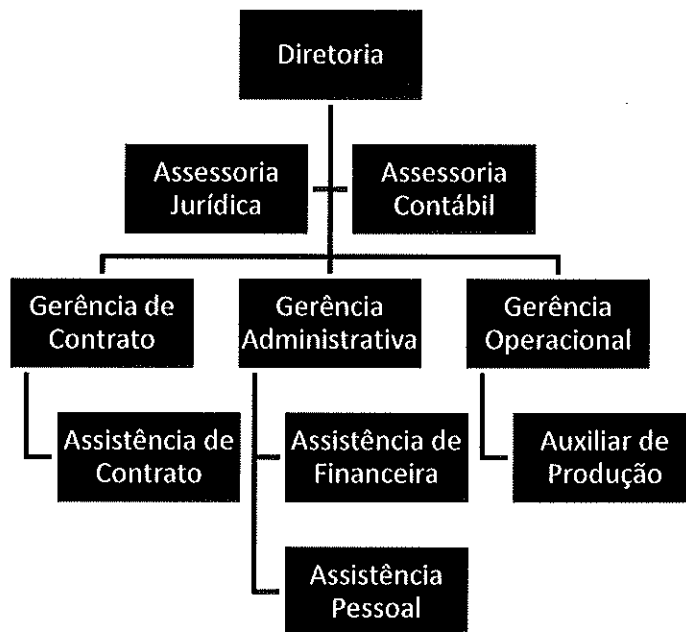 Diretoria
Assessoria
Jurídica
Assessoria
Contábil
Gerência de
Contrato
Gerência
Administrativa
Gerência
Operacional
Assistência de
Contrato
Assistência de
Financeira
Auxiliar de
Produção
Assistência
Pessoal